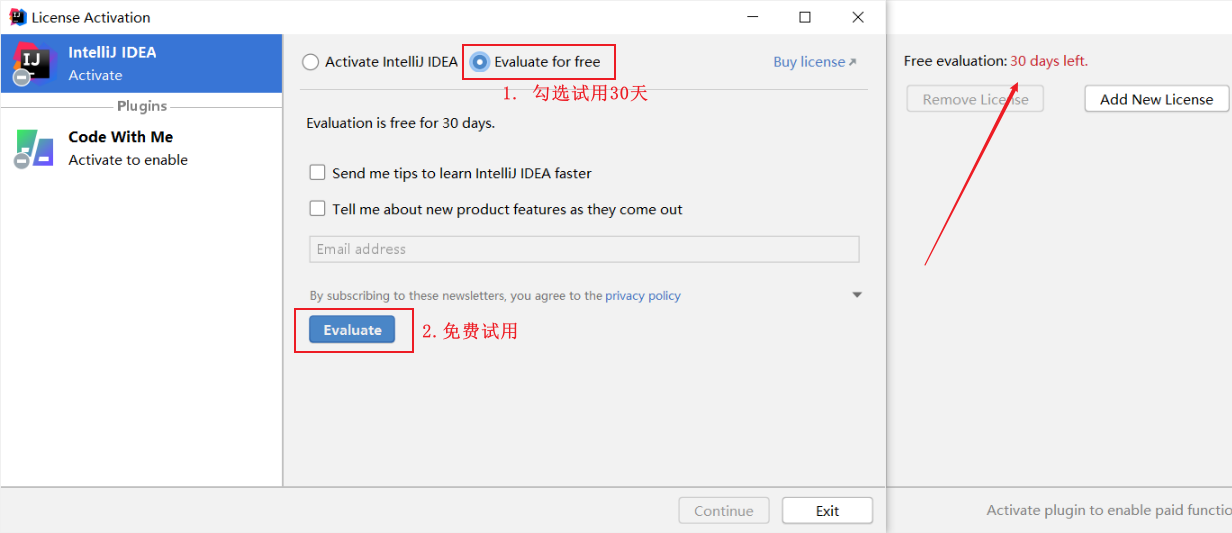 License Activation
IntelliJ IDEA
Activate
Plugins
Code With Me
Activate to enable
Activate IntelliJ IDEA Evaluate for free Buy license
1. 勾选试用30天
Evaluation is free for 30 days.
Send me tips to learn IntelliJ IDEA faster
Tell me about new product features as they come out
Email address
By subscribing to these newsletters, you agree to the privacy policy
Evaluate 2.免费试用
Continue Exit
Free evaluation: 30 days left.
Remove License Add New License
Activate plugin to enable paid functio